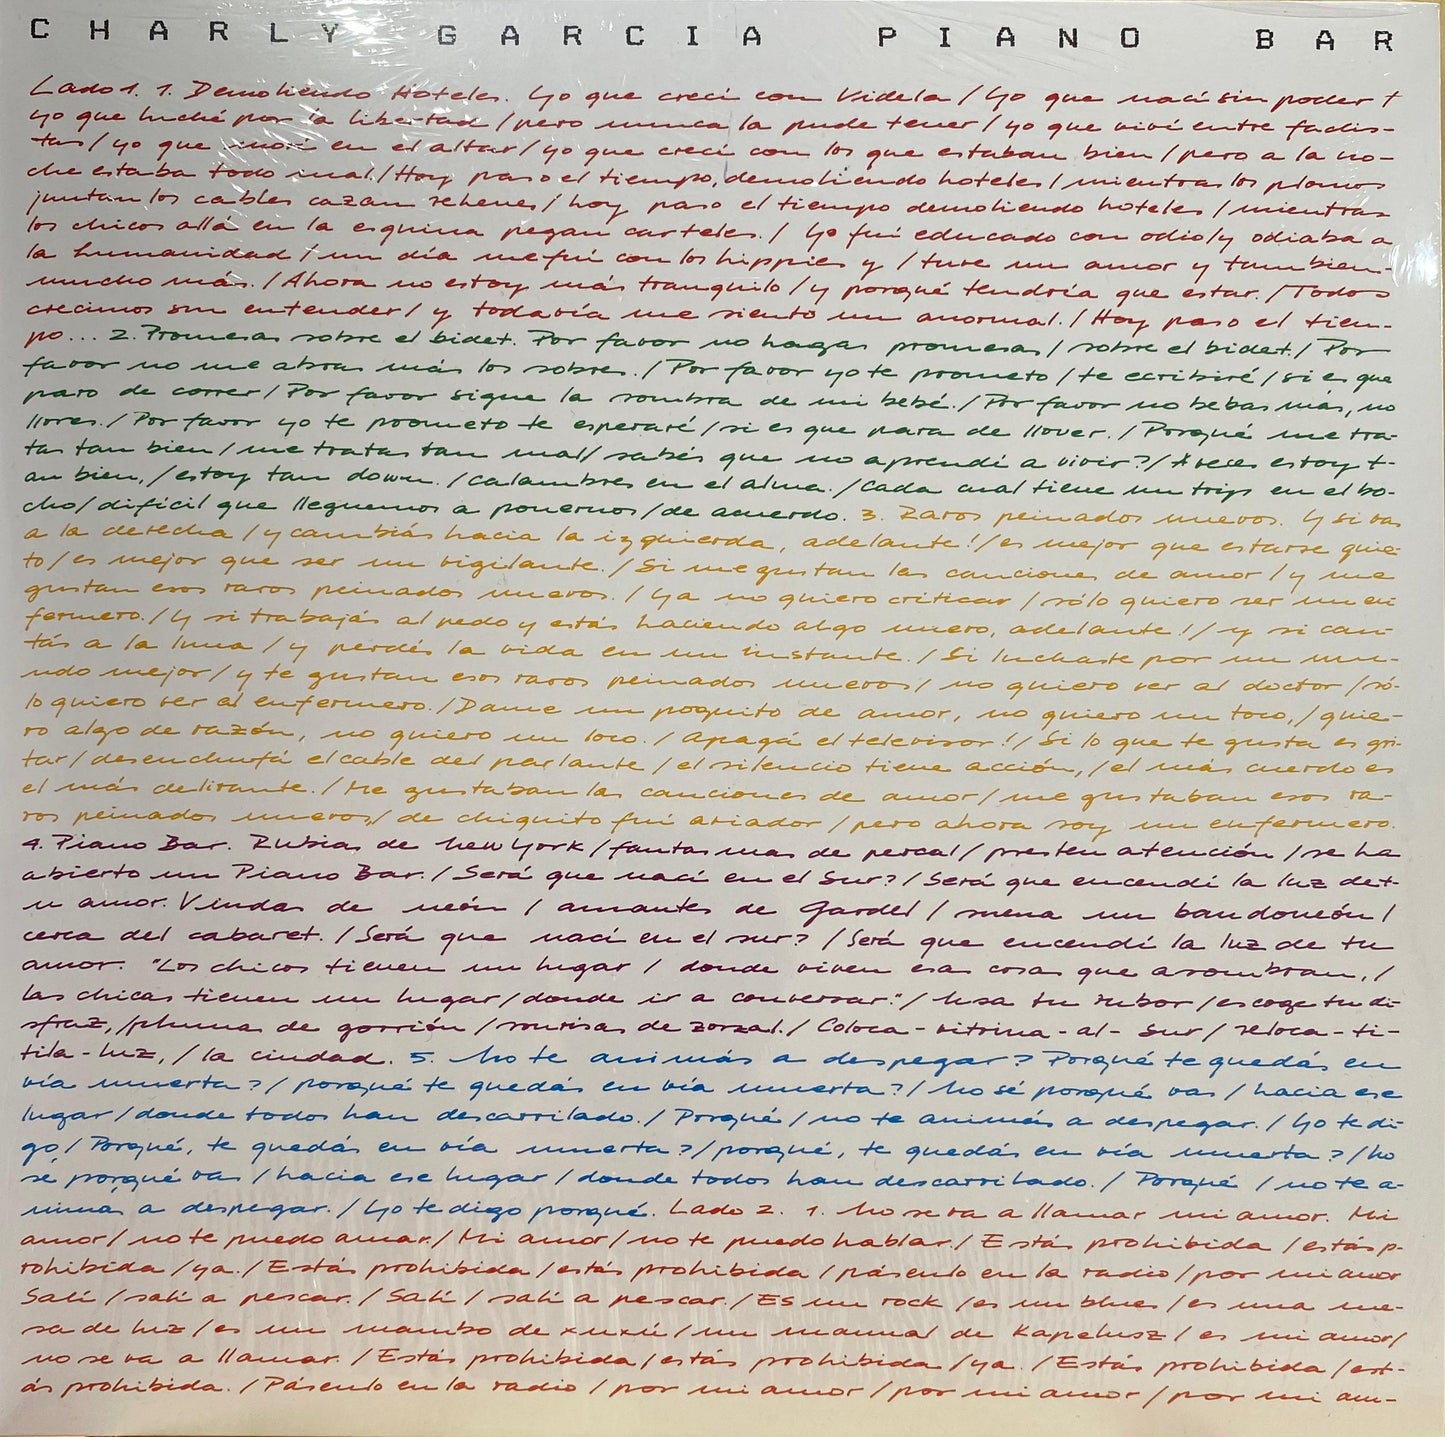 CHARLY GARCIA PIANO BAR
Lado 1. 1. Demoliendo Hoteles. Yo que crecí con Videla / Yo que nací sin poder /
yo que luché por la libertad / pero nunca la pude tener / yo que viví entre facis-
tas / yo que morí en el altar / yo que crecí con los que estaban bien / pero a la no-
che estaba todo mal. / Hoy paso el tiempo, demoliendo hoteles / mientras los plomos
juntan los cables cazan rehenes / hoy paso el tiempo demoliendo hoteles / mientras
los chicos allá en la esquina pegan carteles. / Yo fuí educado con odio / y odiaba a
la humanidad / un día me fuí con los hippies y / tuve un amor y también-
mucho más. / Ahora no estoy más tranquilo / y porqué tendría que estar. / Todos
crecimos sin entender / y todavía me siento un anormal. / Hoy paso el tiem-
po... 2. Promesas sobre el bidet. Por favor no hagas promesas / sobre el bidet. / Por
favor no me abras más los sobres. / Por favor yo te prometo / te ecribiré / si es que
paro de correr / Por favor sigue la sombra de mi bebé. / Por favor no bebas más, no
llores. / Por favor yo te prometo te esperaré / si es que para de llover. / Porqué me tra-
tas tan bien / me tratas tan mal / sabés que no aprendí a vivir? / A veces estoy t-
an bien, / estoy tan down. / Calambres en el alma. / Cada cual tiene un trip en el bo-
cho / difícil que lleguemos a ponernos / de acuerdo. 3. Raros peinados nuevos. Y si vas
a la derecha / y cambiás hacia la izquierda, adelante! / es mejor que estarse quie-
to / es mejor que ser un vigilante. / Si me gustan las canciones de amor / y me
gustan esos raros peinados nuevos. / Ya no quiero criticar / sólo quiero ser un en
fermero. / Y si trabajás al pedo y estás haciendo algo nuevo, adelante! / y si can-
tás a la luna / y perdés la vida en un instante. / Si luchaste por un mu-
ndo mejor / y te gustan esos raros peinados nuevos / no quiero ver al doctor / só-
lo quiero ver al enfermero. / Dame un poquito de amor, no quiero un toco, / quie-
ro algo de razón, no quiero un loco. / Apagá el televisor! / Si lo que te gusta es gri-
tar / desenchufá el cable del parlante / el silencio tiene acción, / el más cuerdo es
el más delirante. / Me gustaban las canciones de amor / me gustaban esos ra-
ros peinados nuevos, / de chiquito fuí aviador / pero ahora soy un enfermero.
4. Piano Bar. Rubias de New York / fantasmas de percal / presten atención / se ha
abierto un Piano Bar. / Será que nací en el Sur? / Será que encendí la luz de t-
u amor. Viudas de neón / amantes de Gardel / suena un bandoneón /
cerca del cabaret. / Será que nací en el sur? / Será que encendí la luz de tu
amor. "Los chicos tienen un lugar / donde viven esas cosas que asombran, /
las chicas tienen un lugar / donde ir a conversar." / Usa tu rubor / escoge tu di-
sfraz, / pluma de gorrión / sonrisas de zorzal. / Coloca-vitrina-al-Sur / reloca-ti-
tila-luz, / la ciudad. 5. No te animás a despegar? Porqué te quedás en
vía muerta? / porqué te quedás en vía muerta? / No sé porqué vas / hacia ese
lugar / donde todos han descarrilado. / Porqué / no te animás a despegar. / Yo te di-
go / Porqué, te quedás en vía muerta? / porqué, te quedás en vía muerta? / No
sé porqué vas / hacia ese lugar / donde todos han descarrilado. / Porqué / no te a-
nimas a despegar. / Yo te digo porqué. Lado 2. 1. No se va a llamar mi amor. Mi
amor / no te puedo amar. / Mi amor / no te puedo hablar. / Estás prohibida / estás p-
rohibida / ya. / Estás prohibida / estás prohibida / pásenlo en la radio / por mi amor
Salí / salí a pescar. / Salí / salí a pescar. / Es un rock / es un blues / es una me-
sa de luz / es un mambo de xuxú / un manual de Kapelusz / es mi amor /
no se va a llamar. / Estás prohibida / estás prohibida / ya. / Estás prohibida / est-
ás prohibida. / Pásenlo en la radio / por mi amor / por mi amor / por mi am-